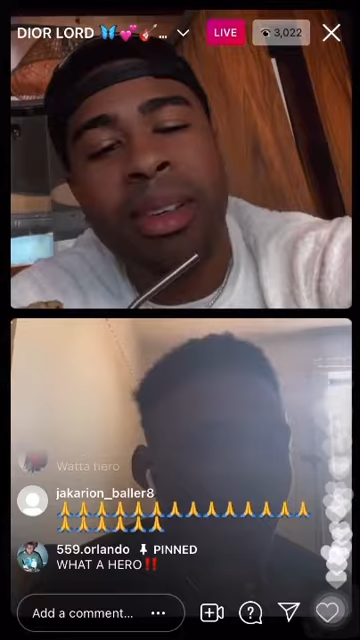 DIOR LORD 🦋💕💅...
LIVE
3,022
Watta hero
jakarion_baller8
🙏🙏🙏🙏🙏🙏🙏🙏🙏🙏🙏🙏🙏
🙏🙏🙏🙏🙏🙏
559.orlando 📌 PINNED
WHAT A HERO‼️
Add a comment...